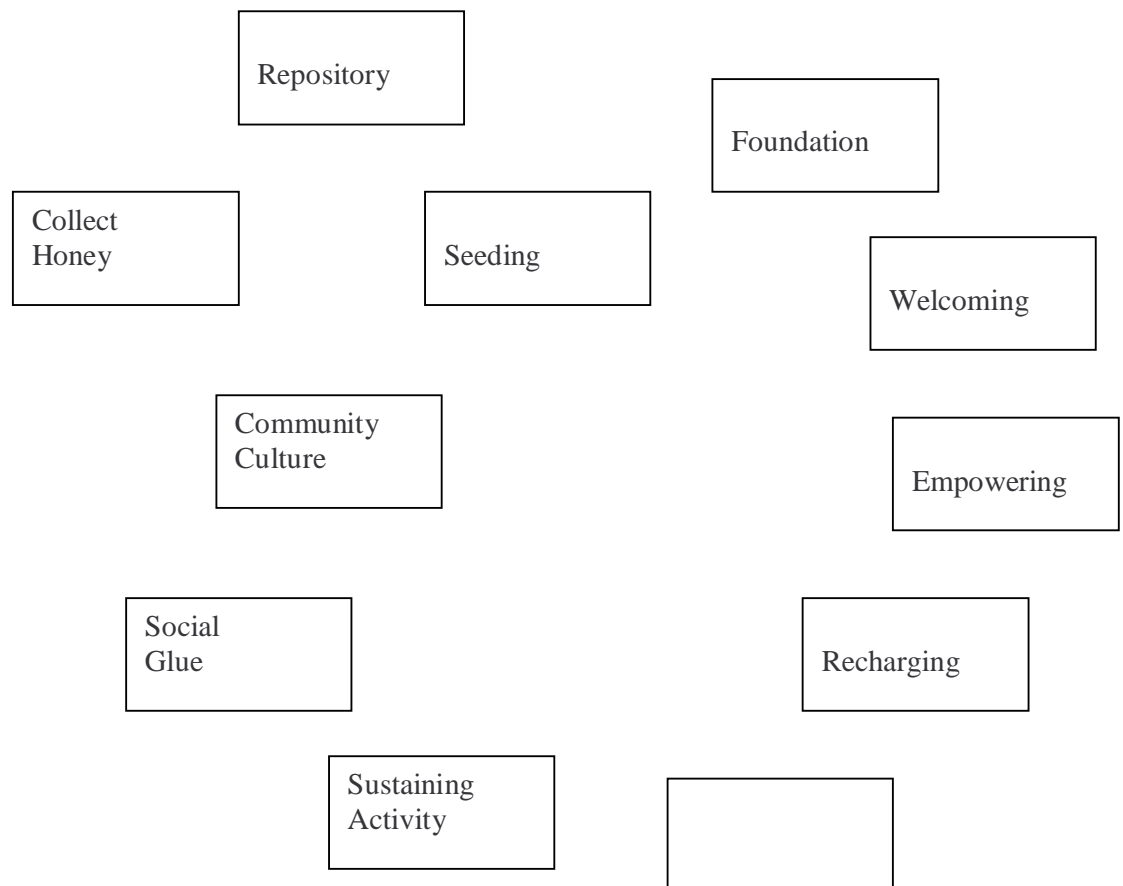 Repository
Foundation
Collect
Honey
Seeding
Welcoming
Community
Culture
Empowering
Social
Glue
Recharging
Sustaining
Activity